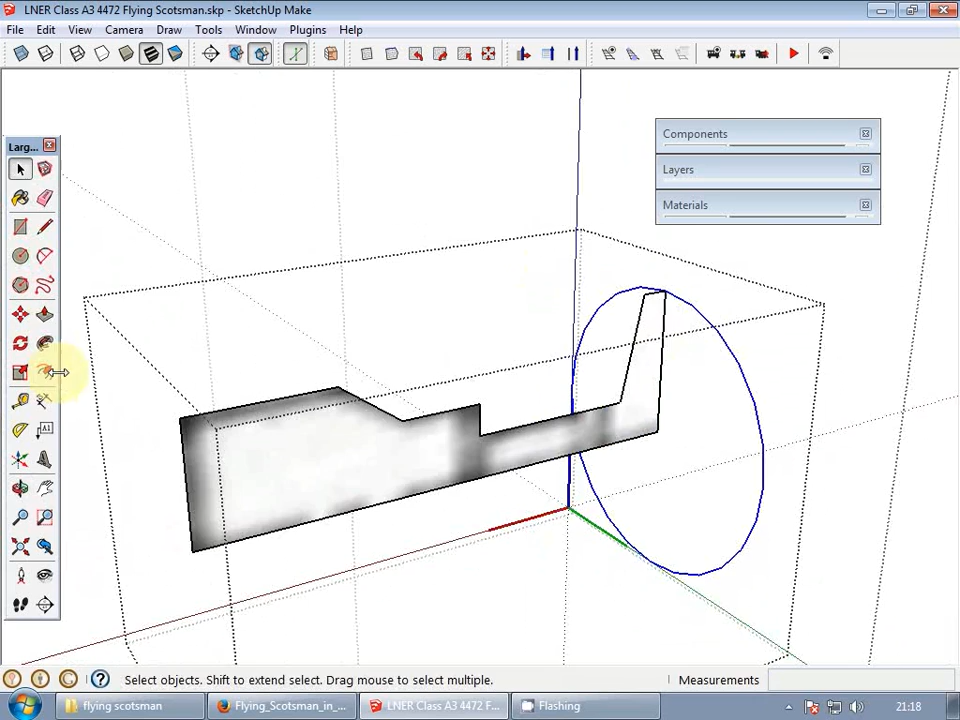 LNER Class A3 4472 Flying Scotsman.skp - SketchUp Make
File Edit View Camera Draw Tools Window Plugins Help
Components
Larg...
Layers
Materials
A1
Select objects. Shift to extend select. Drag mouse to select multiple.
Measurements
flying scotsman
Flying_Scotsman_in_...
LNER Class A3 4472 F...
Flashing
21:18